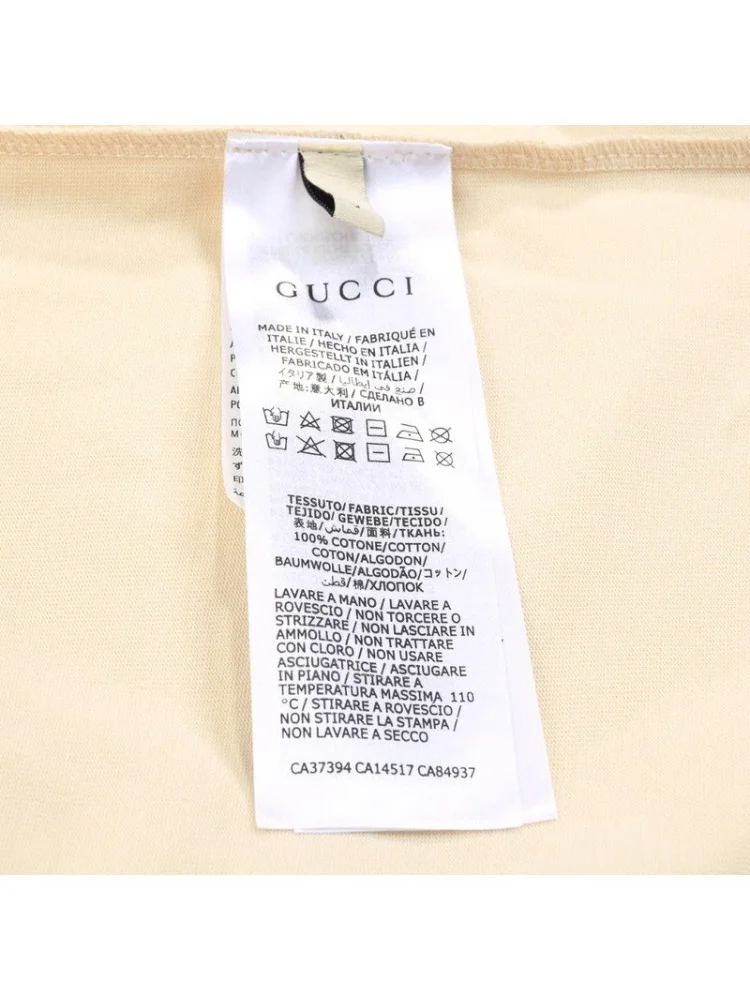 GUCCI
MADE IN ITALY / FABRIQUÉ EN
ITALIE / HECHO EN ITALIA /
HERGESTELLT IN ITALIEN /
FABRICADO EM ITÁLIA /
イタリア製 / صنع في إيطاليا /
产地:意大利 / СДЕЛАНО В
ИТАЛИИ
TESSUTO/ FABRIC/TISSU/
TEJIDO/ GEWEBE/TECIDO/
表地/قماش/面料/ТКАНЬ:
100% COTONE/COTTON/
COTON/ALGODON/
BAUMWOLLE/ALGODÃO/コットン/
قطن/棉/ХЛОПОК
LAVARE A MANO / LAVARE A
ROVESCIO / NON TORCERE O
STRIZZARE / NON LASCIARE IN
AMMOLLO / NON TRATTARE
CON CLORO / NON USARE
ASCIUGATRICE / ASCIUGARE
IN PIANO / STIRARE A
TEMPERATURA MASSIMA 110
°C / STIRARE A ROVESCIO /
NON STIRARE LA STAMPA /
NON LAVARE A SECCO
CA37394 CA14517 CA84937